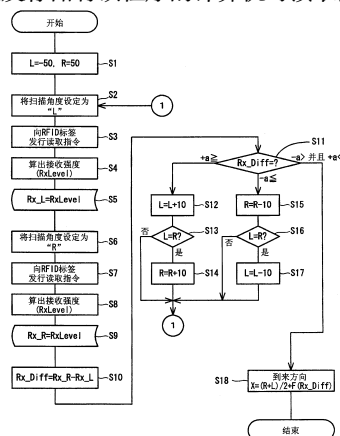 开始
L=-50, R=50
S1
S2
将扫描角度设定为
“L”
1
向RFID标签
发行读取指令
S3
算出接收强度
(RxLevel)
S4
Rx_L=RxLevel
S5
将扫描角度设定为
“R”
S6
向RFID标签
发行读取指令
S7
算出接收强度
(RxLevel)
S8
Rx_R=RxLevel
S9
Rx_Diff=Rx_R-Rx_L
S10
S11
Rx_Diff=?
+a≧
-a> 并且 +a<
-a≦
L=L+10
S12
R=R-10
S15
否
L=R?
S13
否
L=R?
S16
是
是
R=R+10
S14
L=L-10
S17
1
S18
到来方向
X=(R+L)/2+F(Rx_Diff)
结束